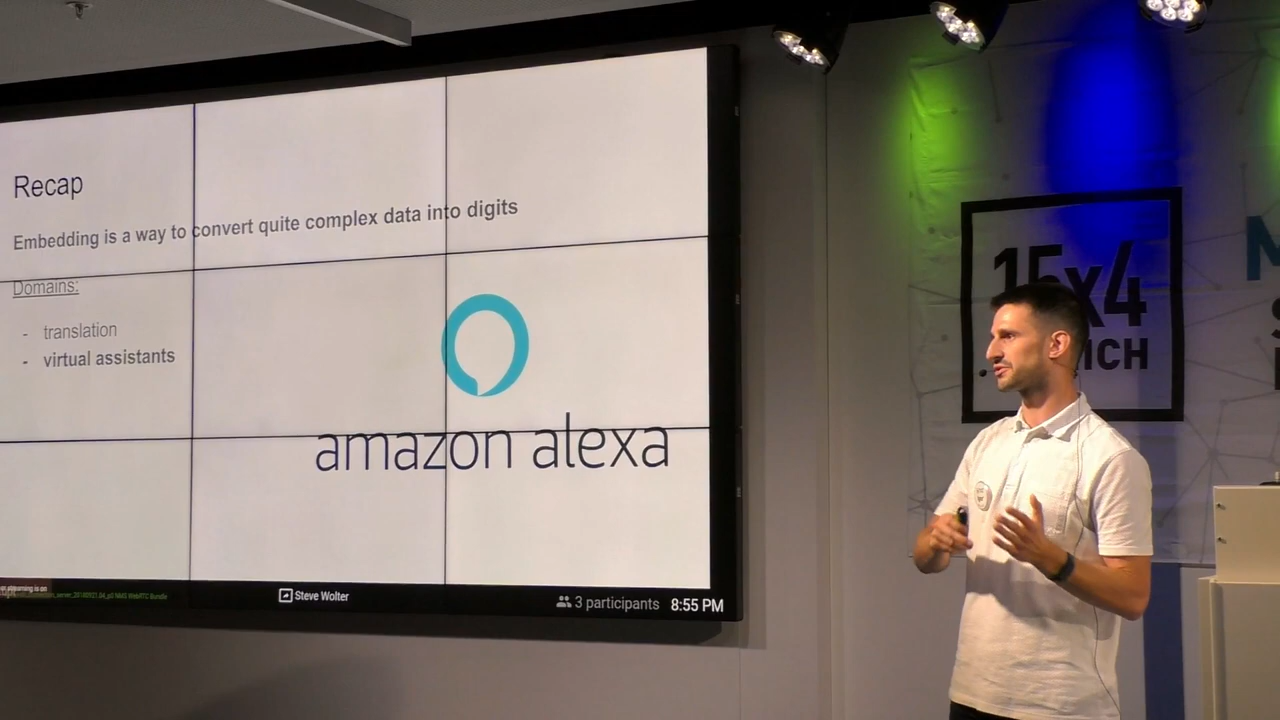 Recap
Embedding is a way to convert quite complex data into digits
Domains:
- translation
- virtual assistants
amazon alexa
Steve Wolter
3 participants 8:55 PM
15x4
ICH